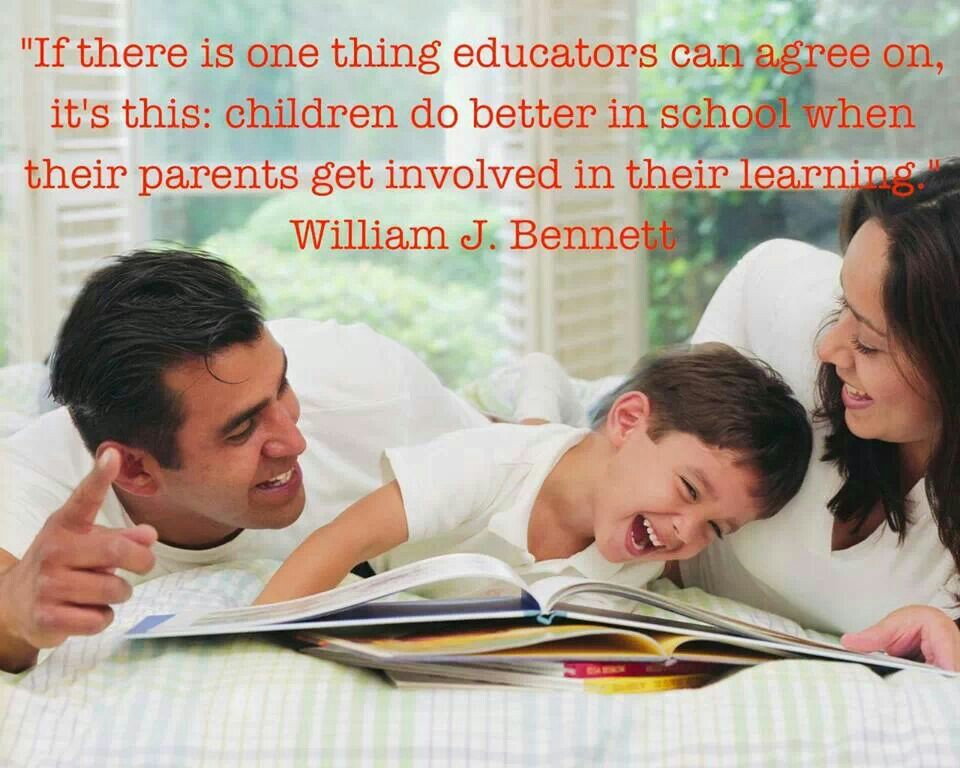 "If there is one thing educators can agree on,
it's this: children do better in school when
their parents get involved in their learning."
William J. Bennett